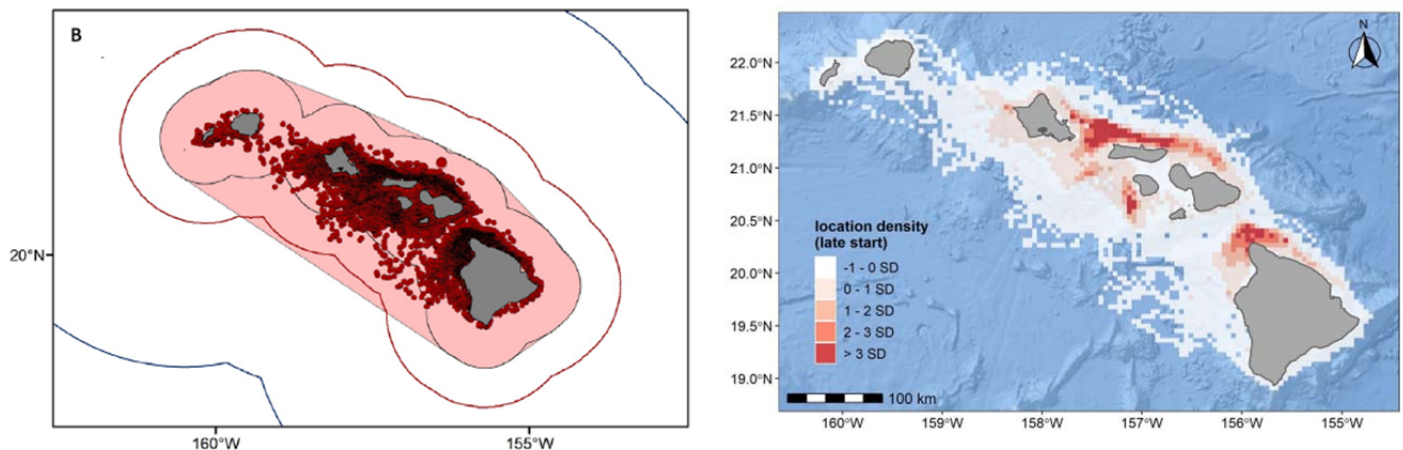 B
20°N
160°W
155°W
N
22.0°N
21.5°N
21.0°N
20.5°N
20.0°N
19.5°N
19.0°N
location density
(late start)
-1 - 0 SD
0 - 1 SD
1 - 2 SD
2 - 3 SD
> 3 SD
100 km
160°W
159°W
158°W
157°W
156°W
155°W